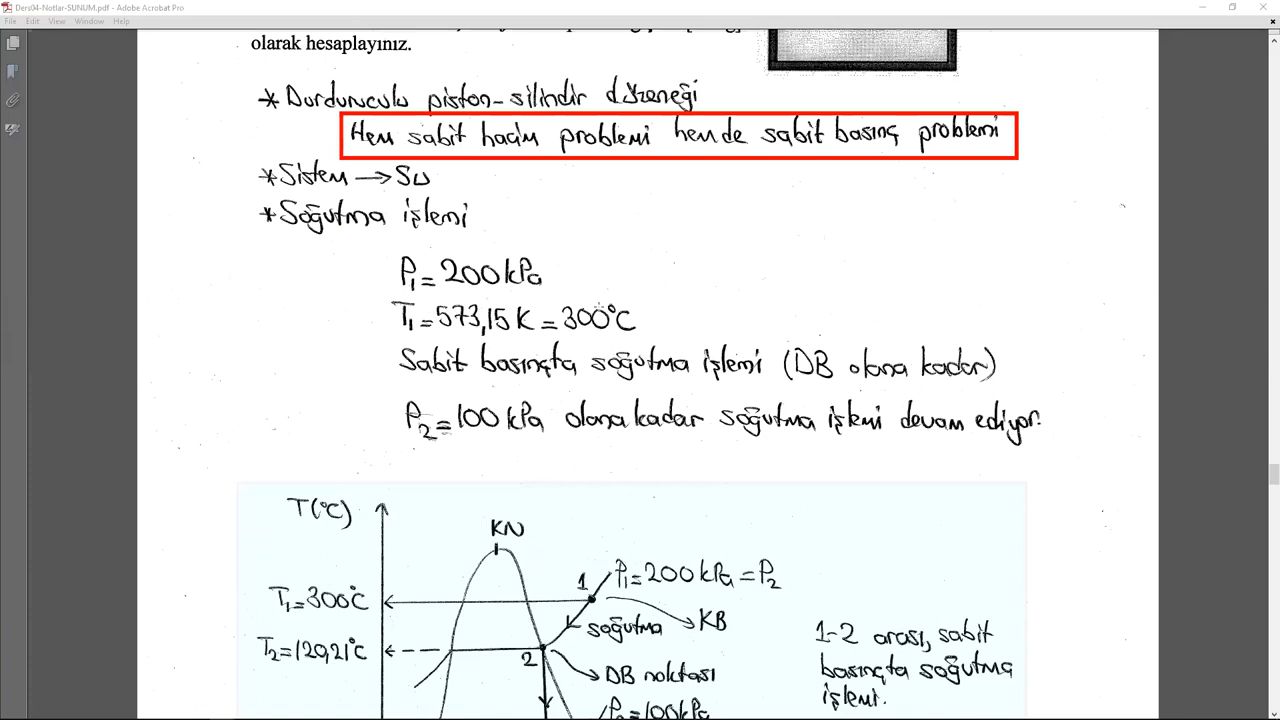 Ders04-Notlar-SUNUM.pdf - Adobe Acrobat Pro
File Edit View Window Help
olarak hesaplayınız.
* Durduruculu piston-silindir düzeneği
Hem sabit hacim problemi hem de sabit basınç problemi
* Sistem → Su
* Soğutma işlemi
P₁ = 200 kPa
T₁ = 573,15 K = 300°C
Sabit basınçta soğutma işlemi (DB olana kadar)
P₂ = 100 kPa olana kadar soğutma işlemi devam ediyor.
T(°C)
KN
1 P₁ = 200 kPa = P₂
T₁ = 300°C
KB
soğutma
1-2 arası, sabit
T₂ = 120,21°C
2
DB noktası
basınçta soğutma
işlemi.
= 100 kPa